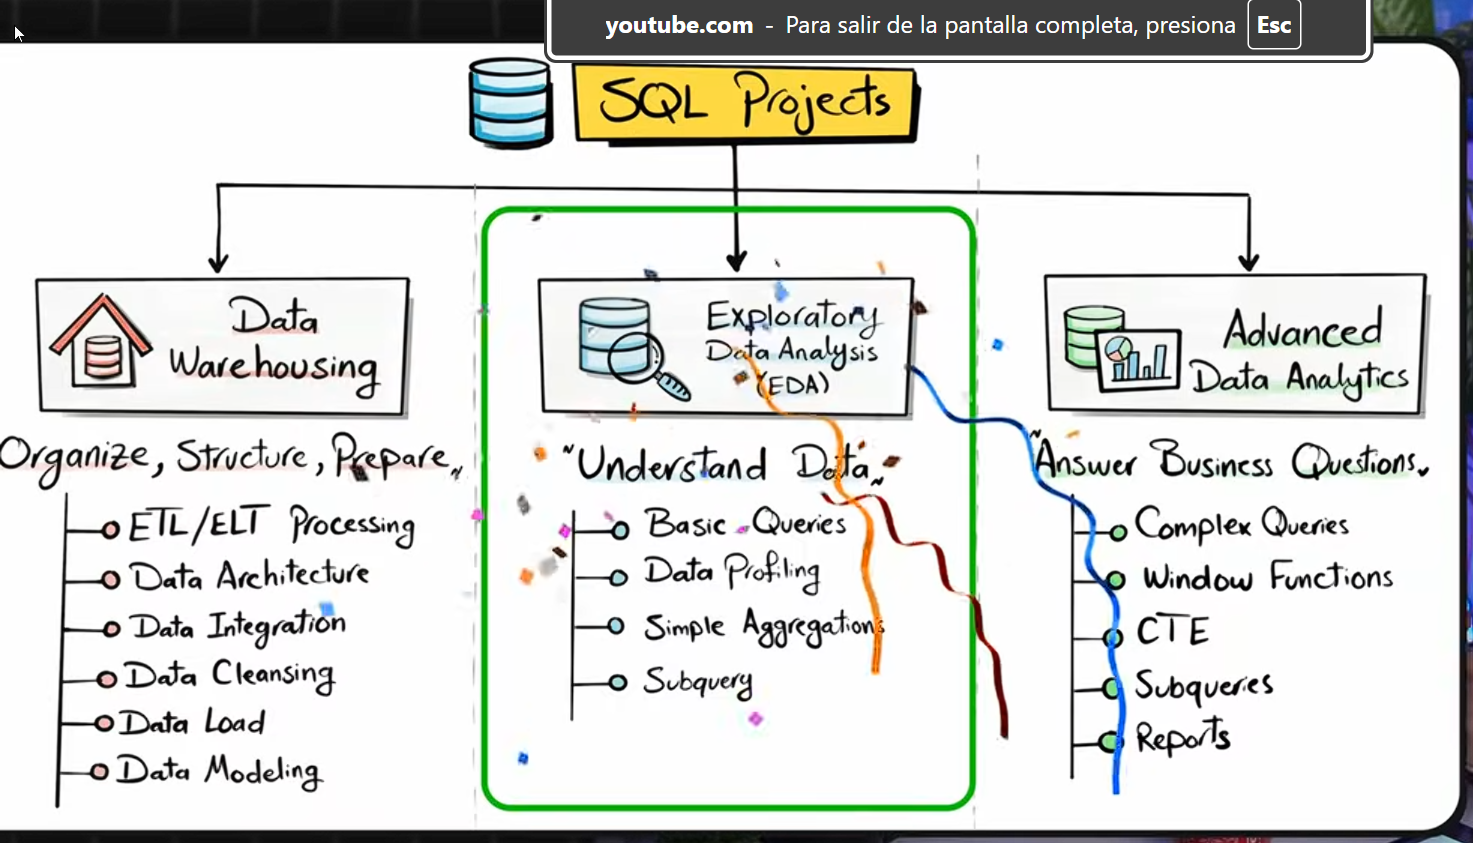 youtube.com - Para salir de la pantalla completa, presiona Esc
SQL Projects
Data
Warehousing
"Organize, Structure, Prepare"
ETL/ELT Processing
Data Architecture
Data Integration
Data Cleansing
Data Load
Data Modeling
Exploratory
Data Analysis
(EDA)
"Understand Data"
Basic Queries
Data Profiling
Simple Aggregations
Subquery
Advanced
Data Analytics
"Answer Business Questions"
Complex Queries
Window Functions
CTE
Subqueries
Reports